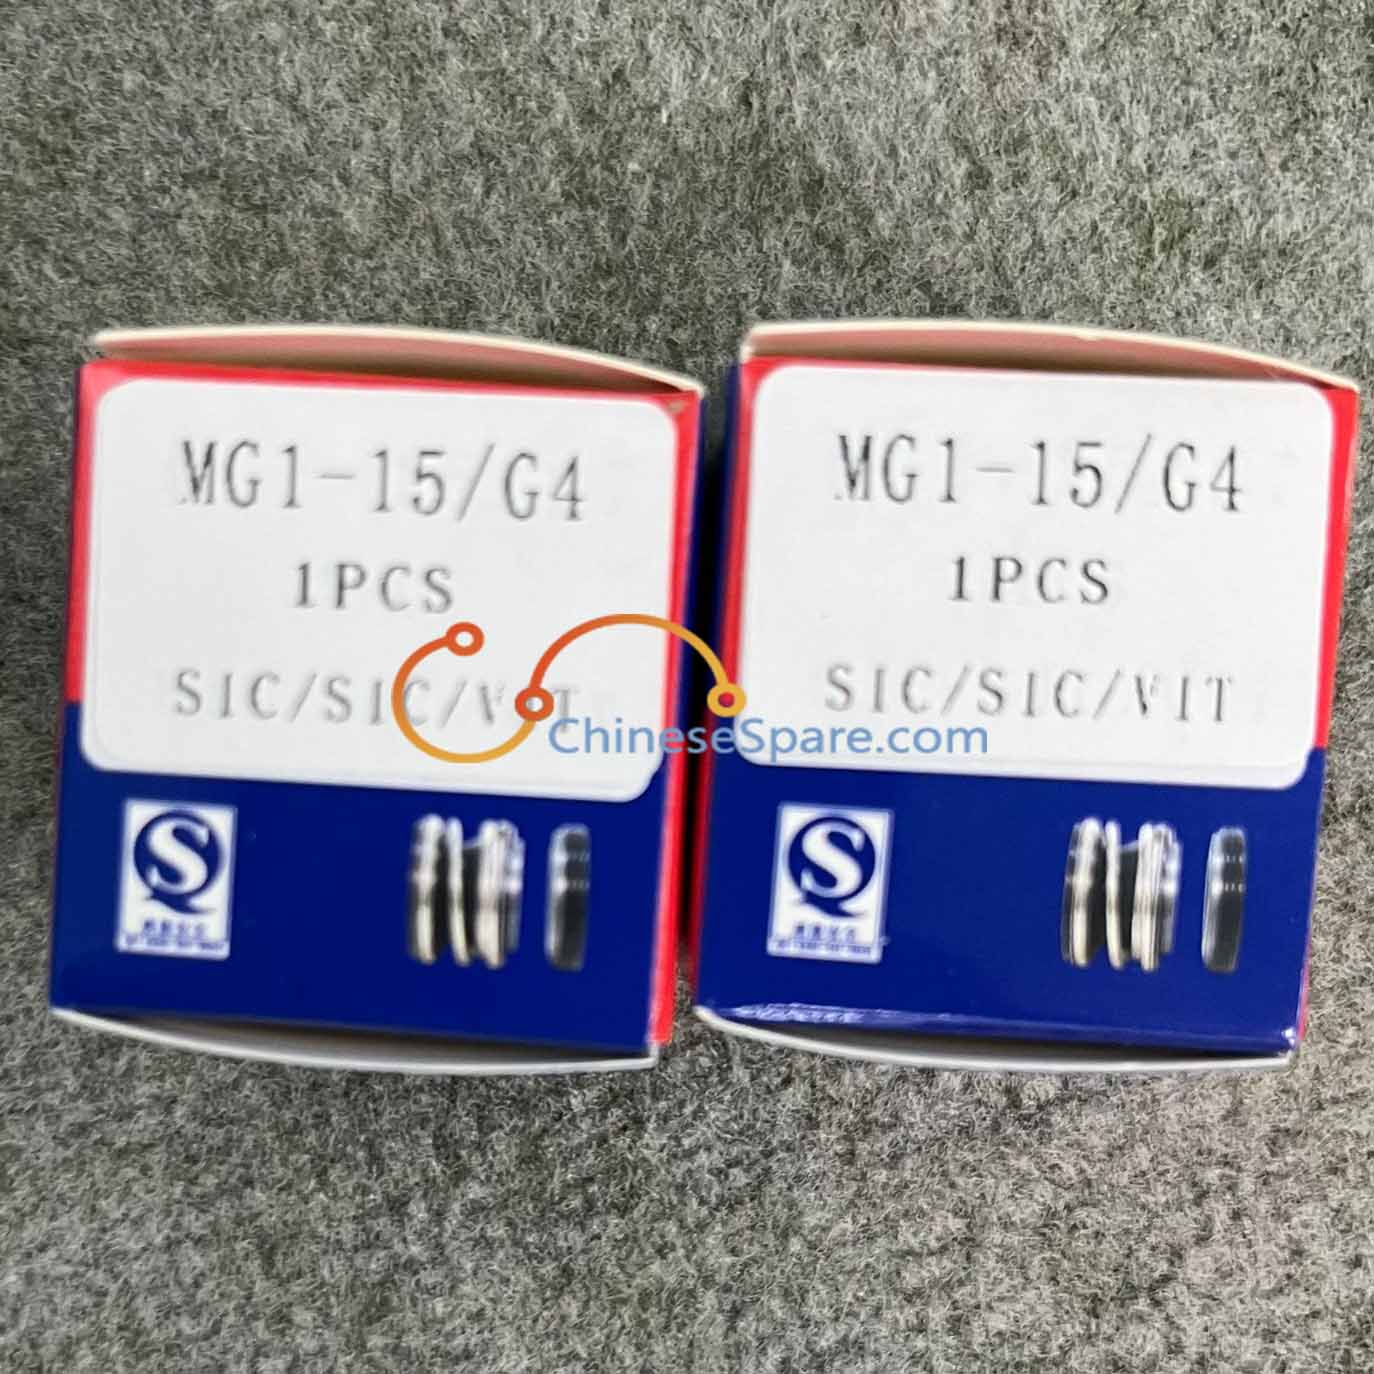 MG1-15/G4
1PCS
SIC/SIC/VIT
MG1-15/G4
1PCS
SIC/SIC/VIT
ChineseSpare.com
S
S